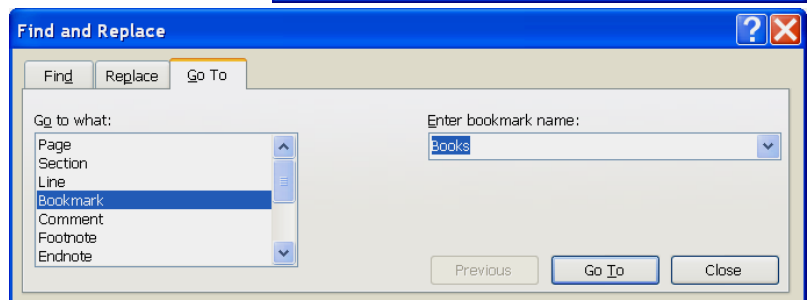 Find and Replace
Find Replace Go To
Go to what: Enter bookmark name:
Page Books
Section
Line
Bookmark
Comment
Footnote
Endnote
Previous Go To Close